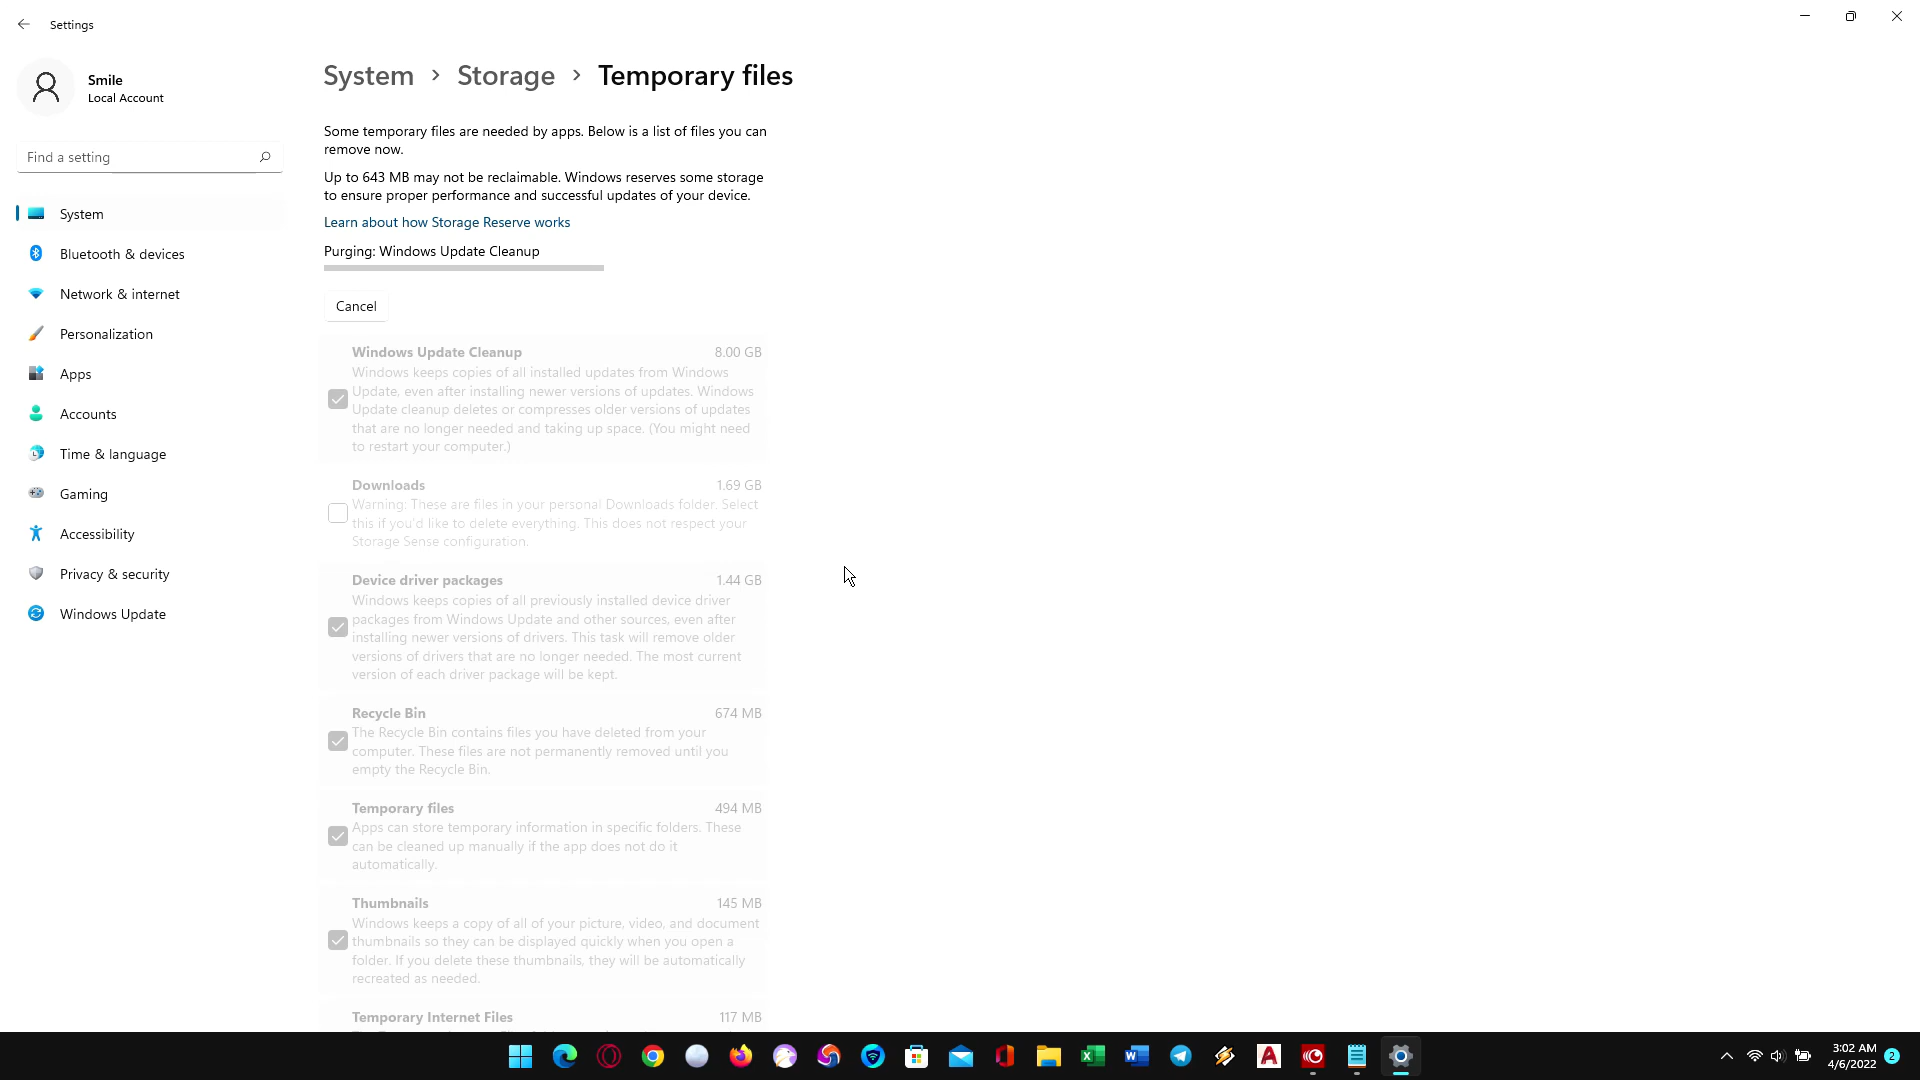 Settings
Smile
Local Account
Find a setting
System
Bluetooth & devices
Network & internet
Personalization
Apps
Accounts
Time & language
Gaming
Accessibility
Privacy & security
Windows Update
System > Storage > Temporary files
Some temporary files are needed by apps. Below is a list of files you can
remove now.
Up to 643 MB may not be reclaimable. Windows reserves some storage
to ensure proper performance and successful updates of your device.
Learn about how Storage Reserve works
Purging: Windows Update Cleanup
Cancel
Windows Update Cleanup 8.00 GB
Windows keeps copies of all installed updates from Windows
Update, even after installing newer versions of updates. Windows
Update cleanup deletes or compresses older versions of updates
that are no longer needed and taking up space. (You might need
to restart your computer.)
Downloads 1.69 GB
Warning: These are files in your personal Downloads folder. Select
this if you'd like to delete everything. This does not respect your
Storage Sense configuration.
Device driver packages 1.44 GB
Windows keeps copies of all previously installed device driver
packages from Windows Update and other sources, even after
installing newer versions of drivers. This task will remove older
versions of drivers that are no longer needed. The most current
version of each driver package will be kept.
Recycle Bin 674 MB
The Recycle Bin contains files you have deleted from your
computer. These files are not permanently removed until you
empty the Recycle Bin.
Temporary files 494 MB
Apps can store temporary information in specific folders. These
can be cleaned up manually if the app does not do it
automatically.
Thumbnails 145 MB
Windows keeps a copy of all of your picture, video, and document
thumbnails so they can be displayed quickly when you open a
folder. If you delete these thumbnails, they will be automatically
recreated as needed.
Temporary Internet Files 117 MB
3:02 AM
4/6/2022
2